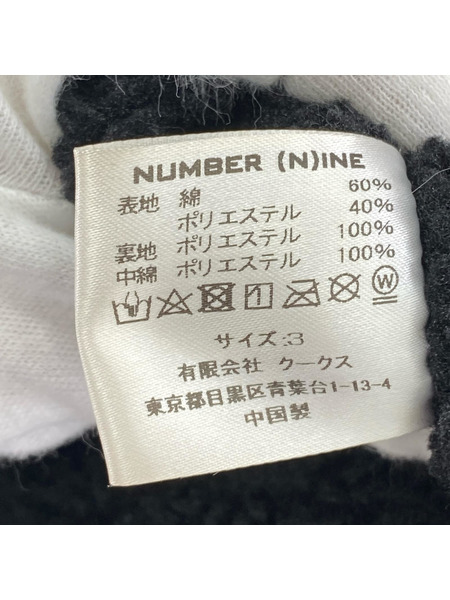 NUMBER (N)INE
表地 綿 60%
ポリエステル 40%
裏地 ポリエステル 100%
中綿 ポリエステル 100%
W
サイズ:3
有限会社 クークス
東京都目黒区青葉台1-13-4
中国製